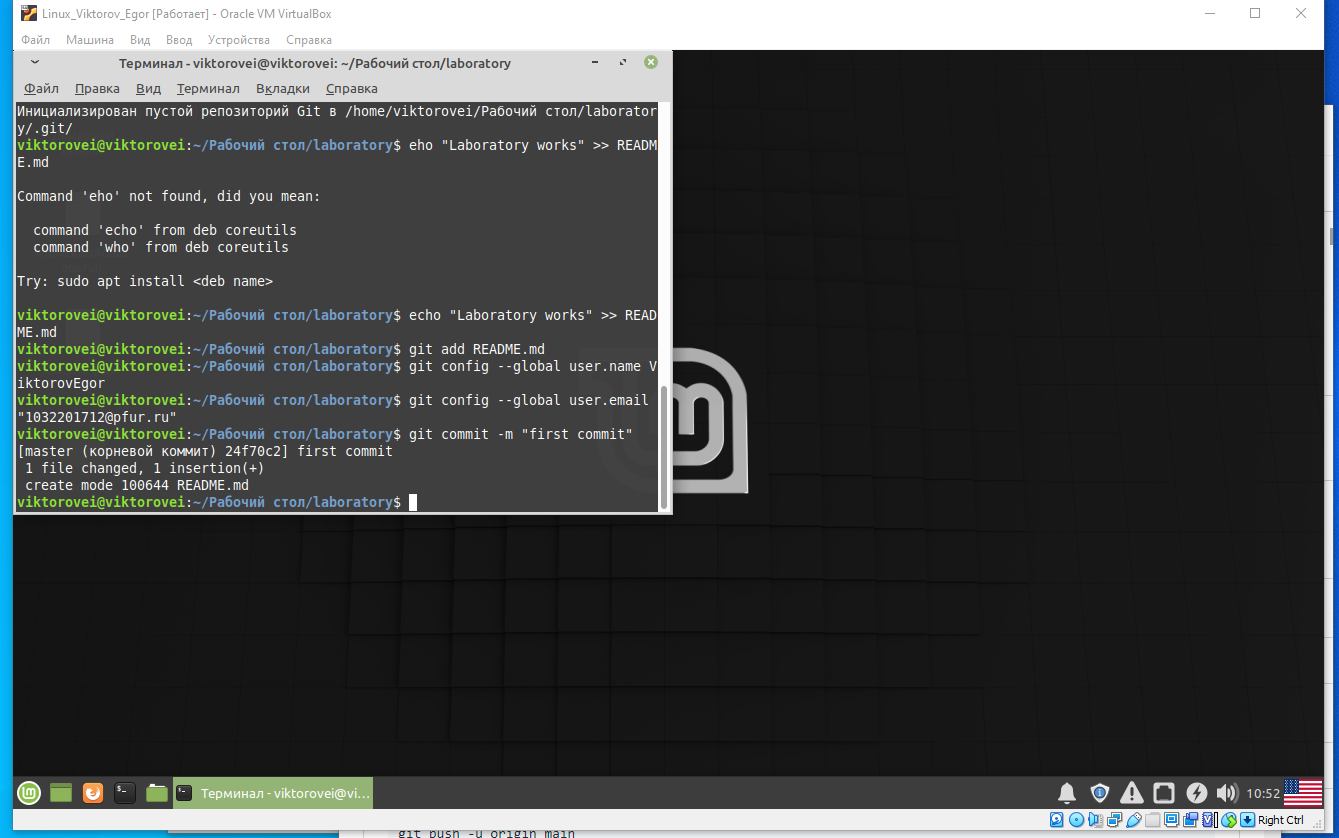 Linux_Viktorov_Egor [Работает] - Oracle VM VirtualBox
Файл Машина Вид Ввод Устройства Справка
Терминал - viktorovei@viktorovei: ~/Рабочий стол/laboratory
Файл Правка Вид Терминал Вкладки Справка
Инициализирован пустой репозиторий Git в /home/viktorovei/Рабочий стол/laborator
y/.git/
viktorovei@viktorovei:~/Рабочий стол/laboratory$ eho "Laboratory works" >> READM
E.md
Command 'eho' not found, did you mean:
command 'echo' from deb coreutils
command 'who' from deb coreutils
Try: sudo apt install <deb name>
viktorovei@viktorovei:~/Рабочий стол/laboratory$ echo "Laboratory works" >> READ
ME.md
viktorovei@viktorovei:~/Рабочий стол/laboratory$ git add README.md
viktorovei@viktorovei:~/Рабочий стол/laboratory$ git config --global user.name V
iktorovEgor
viktorovei@viktorovei:~/Рабочий стол/laboratory$ git config --global user.email
"1032201712@pfur.ru"
viktorovei@viktorovei:~/Рабочий стол/laboratory$ git commit -m "first commit"
[master (корневой коммит) 24f70c2] first commit
1 file changed, 1 insertion(+)
create mode 100644 README.md
viktorovei@viktorovei:~/Рабочий стол/laboratory$
Терминал - viktorovei@vi...
10:52
Right Ctrl
git push -u origin main